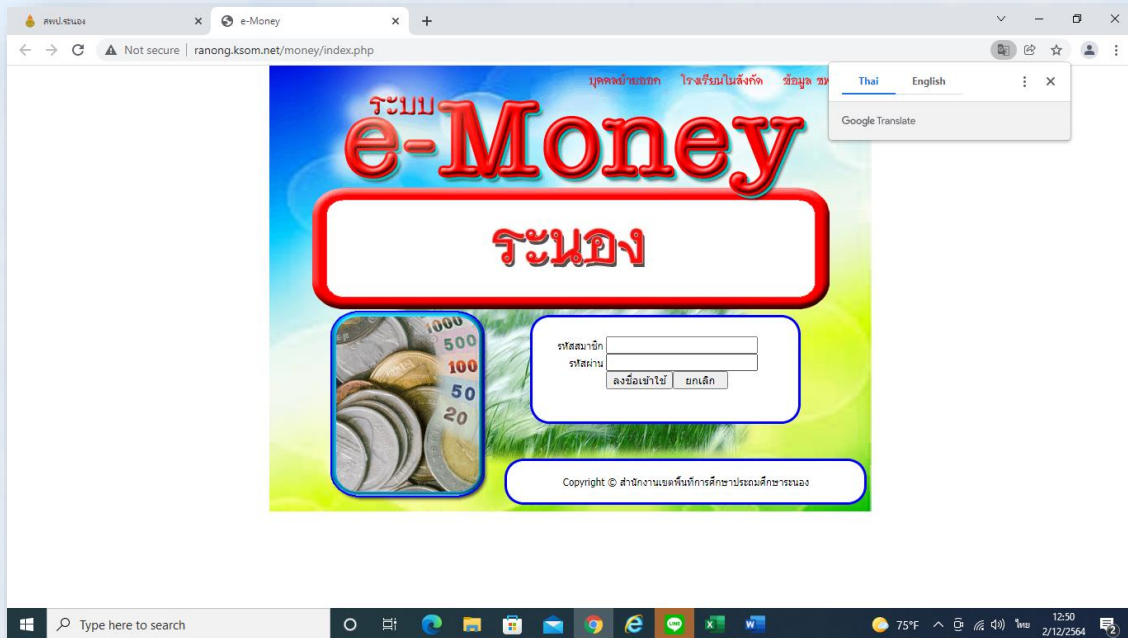 สพป.ระนอง
e-Money
Not secure
ranong.ksom.net/money/index.php
Thai English
Google Translate
บุคคลย้ายออก โรงเรียนในสังกัด ข้อมูล
ระบบ
e-Money
ระนอง
1000
500
100
50
20
รหัสสมาชิก
รหัสผ่าน
ลงชื่อเข้าใช้ ยกเลิก
Copyright © สำนักงานเขตพื้นที่การศึกษาประถมศึกษาระนอง
Type here to search
LINE
75°F
ไทย
12:50
2/12/2564
2